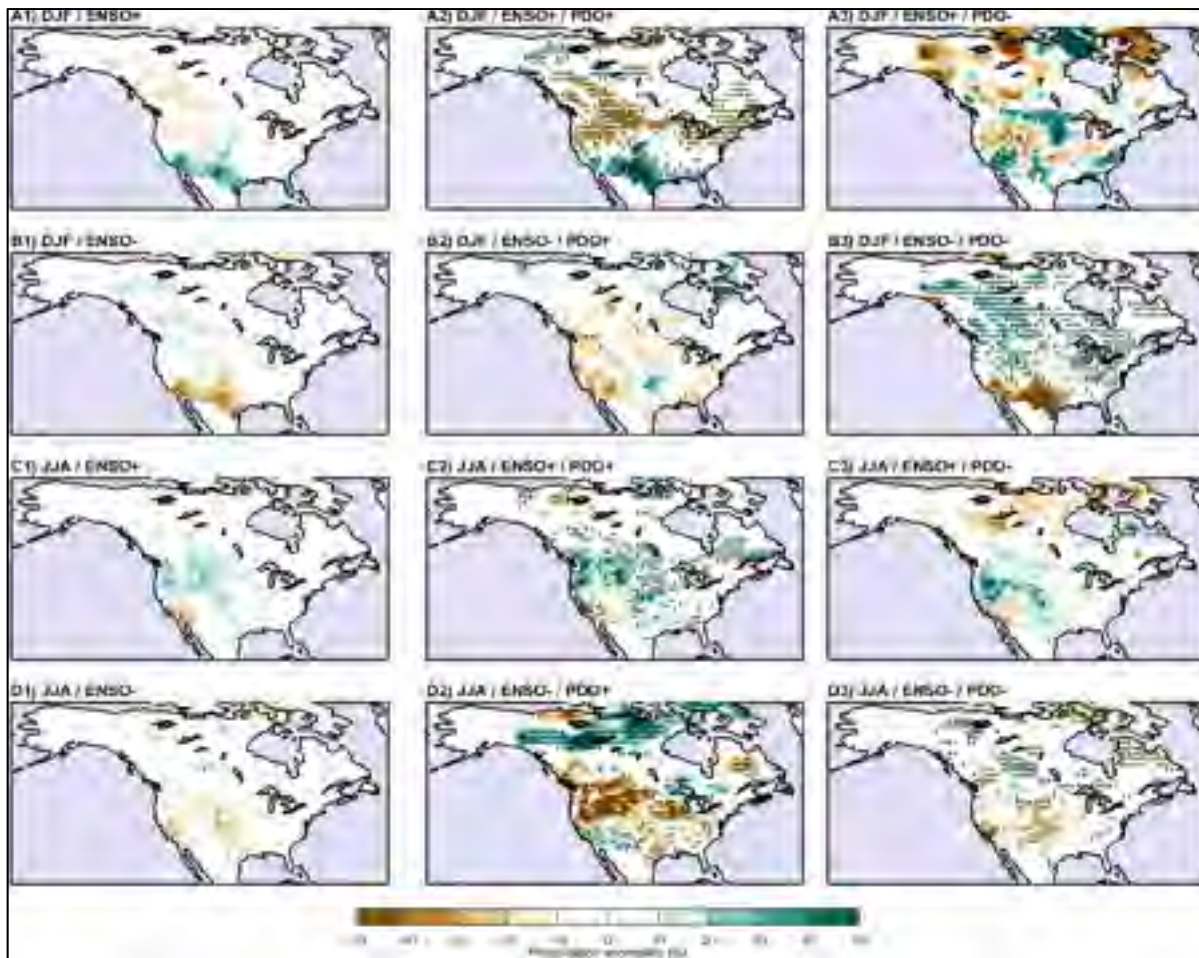 A1) DJF / ENSO+
A2) DJF / ENSO+ / PDO+
A3) DJF / ENSO+ / PDO-
B1) DJF / ENSO-
B2) DJF / ENSO- / PDO+
B3) DJF / ENSO- / PDO-
C1) JJA / ENSO+
C2) JJA / ENSO+ / PDO+
C3) JJA / ENSO+ / PDO-
D1) JJA / ENSO-
D2) JJA / ENSO- / PDO+
D3) JJA / ENSO- / PDO-
Precipitation anomalies (%)